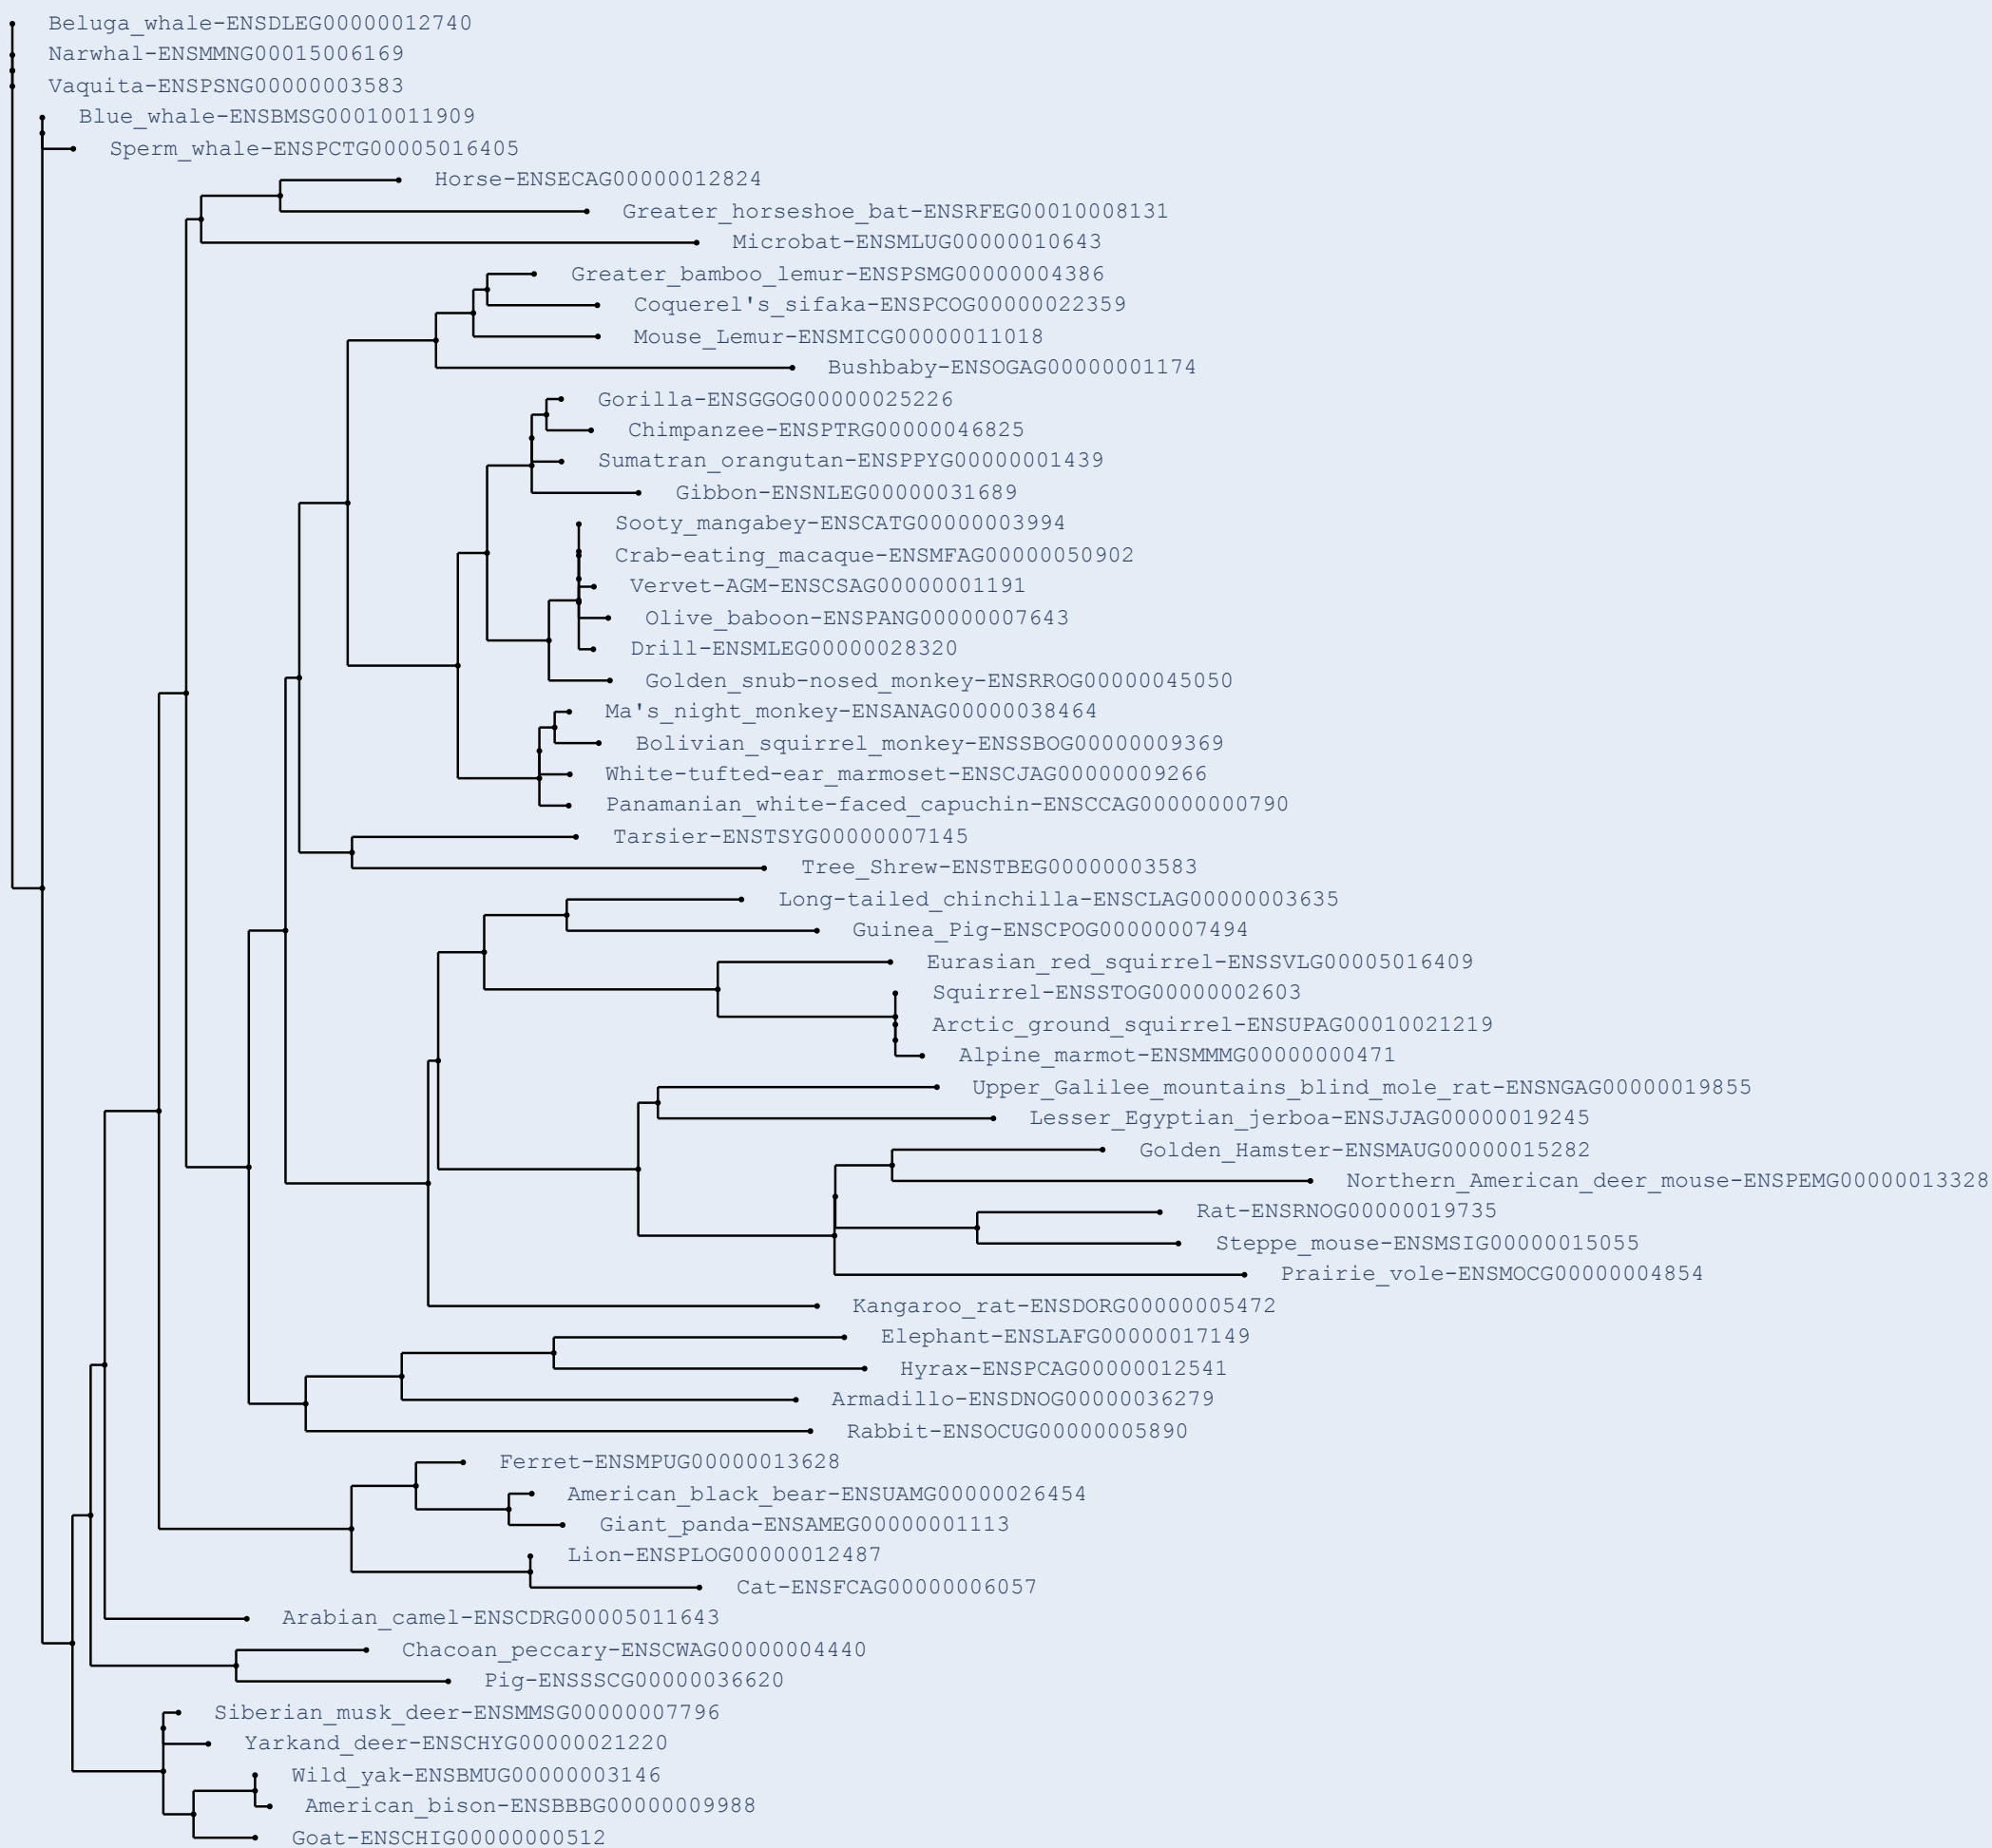 Beluga_whale-ENSDLEG00000012740
Narwhal-ENSMMNG00015006169
Vaquita-ENSPSNG00000003583
Blue_whale-ENSBMSG00010011909
Sperm_whale-ENSPCTG00005016405
Horse-ENSECAG00000012824
Greater_horseshoe_bat-ENSRFEG00010008131
Microbat-ENSMLUG00000010643
Greater_bamboo_lemur-ENSPSMG00000004386
Coquerel's_sifaka-ENSPCOG00000022359
Mouse_Lemur-ENSMICG00000011018
Bushbaby-ENSOGAG00000001174
Gorilla-ENSGGOG00000025226
Chimpanzee-ENSPTRG00000046825
Sumatran_orangutan-ENSPPYG00000001439
Gibbon-ENSNLEG00000031689
Sooty_mangabey-ENSCATG00000003994
Crab-eating_macaque-ENSMFAG00000050902
Vervet-AGM-ENSCSAG00000001191
Olive_baboon-ENSPANG00000007643
Drill-ENSMLEG00000028320
Golden_snub-nosed_monkey-ENSRROG00000045050
Ma's_night_monkey-ENSANAG00000038464
Bolivian_squirrel_monkey-ENSSBOG00000009369
White-tufted-ear_marmoset-ENSCJAG00000009266
Panamanian_white-faced_capuchin-ENSCCAG00000000790
Tarsier-ENSTSYG00000007145
Tree_Shrew-ENSTBEG00000003583
Long-tailed_chinchilla-ENSCLAG00000003635
Guinea_Pig-ENSCPOG00000007494
Eurasian_red_squirrel-ENSSVLG00005016409
Squirrel-ENSSTOG00000002603
Arctic_ground_squirrel-ENSUPAG00010021219
Alpine_marmot-ENSMMMG00000000471
Upper_Galilee_mountains_blind_mole_rat-ENSNGAG00000019855
Lesser_Egyptian_jerboa-ENSJJAG00000019245
Golden_Hamster-ENSMAUG00000015282
Northern_American_deer_mouse-ENSPEMG00000013328
Rat-ENSRNOG00000019735
Steppe_mouse-ENSMSIG00000015055
Prairie_vole-ENSMOCG00000004854
Kangaroo_rat-ENSDORG00000005472
Elephant-ENSLAFG00000017149
Hyrax-ENSPCAG00000012541
Armadillo-ENSDNOG00000036279
Rabbit-ENSOCUG00000005890
Ferret-ENSMPUG00000013628
American_black_bear-ENSUAMG00000026454
Giant_panda-ENSAMEG00000001113
Lion-ENSPLOG00000012487
Cat-ENSFCAG00000006057
Arabian_camel-ENSCDRG00005011643
Chacoan_peccary-ENSCWAG00000004440
Pig-ENSSSCG00000036620
Siberian_musk_deer-ENSMMSG00000007796
Yarkand_deer-ENSCHYG00000021220
Wild_yak-ENSBMUG00000003146
American_bison-ENSBBBG00000009988
Goat-ENSCHIG00000000512